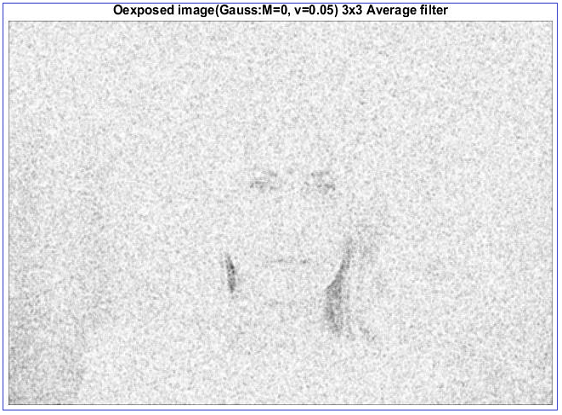 Oexposed image(Gauss:M=0, v=0.05) 3x3 Average filter